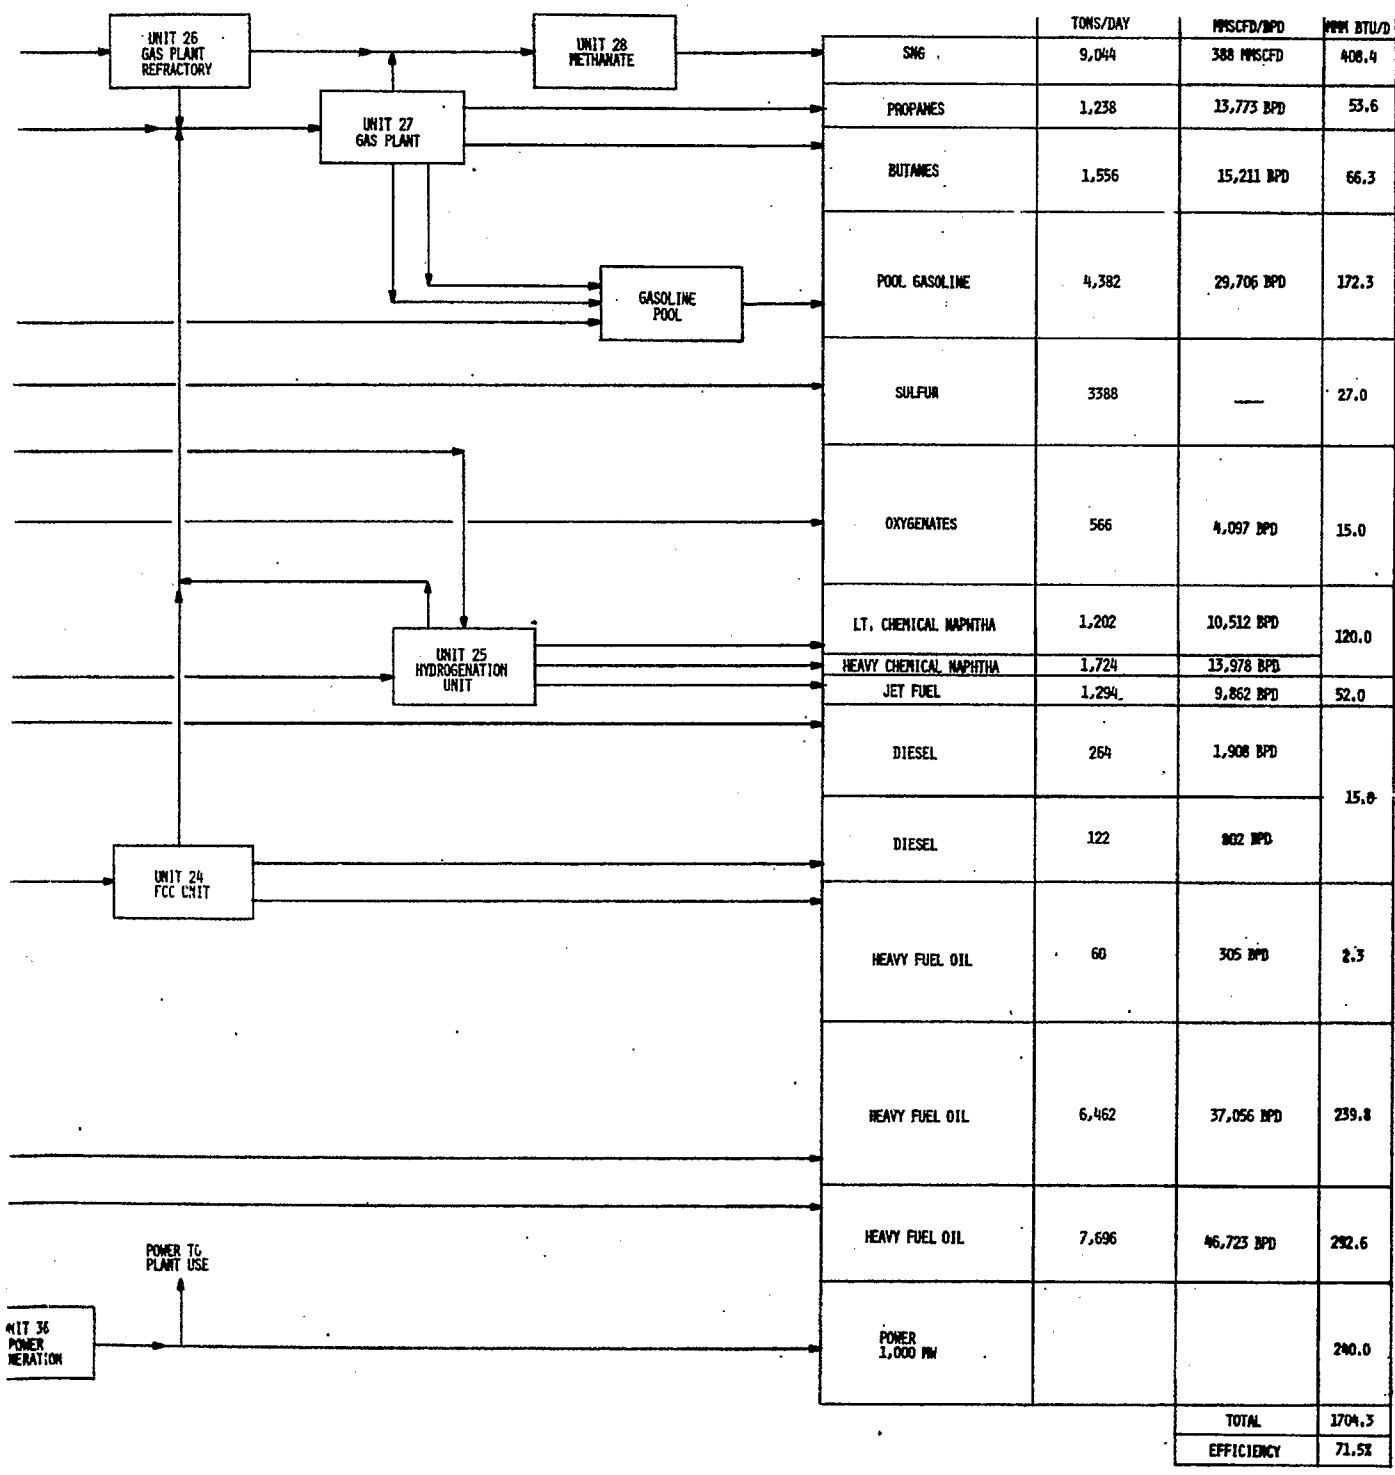 TONS/DAY MMSCFD/BPD MMM BTU/D
UNIT 26
GAS PLANT
REFRACTORY
UNIT 28
METHANATE
SNG 9,044 388 MMSCFD 408.4
UNIT 27
GAS PLANT
PROPANES 1,238 13,773 BPD 53.6
BUTANES 1,556 15,211 BPD 66.3
GASOLINE
POOL
POOL GASOLINE 4,382 29,706 BPD 172.3
SULFUR 3388 — 27.0
OXYGENATES 566 4,097 BPD 15.0
UNIT 25
HYDROGENATION
UNIT
LT. CHEMICAL NAPHTHA 1,202 10,512 BPD
120.0
HEAVY CHEMICAL NAPHTHA 1,724 13,978 BPD
JET FUEL 1,294 9,862 BPD 52.0
DIESEL 264 1,908 BPD
15.8
DIESEL 122 802 BPD
UNIT 24
FCC UNIT
HEAVY FUEL OIL 60 305 BPD 2.3
HEAVY FUEL OIL 6,462 37,056 BPD 239.8
HEAVY FUEL OIL 7,696 46,723 BPD 292.6
POWER TO
PLANT USE
NIT 36
POWER
NERATION
POWER
1,000 MW
240.0
TOTAL 1704.3
EFFICIENCY 71.5%